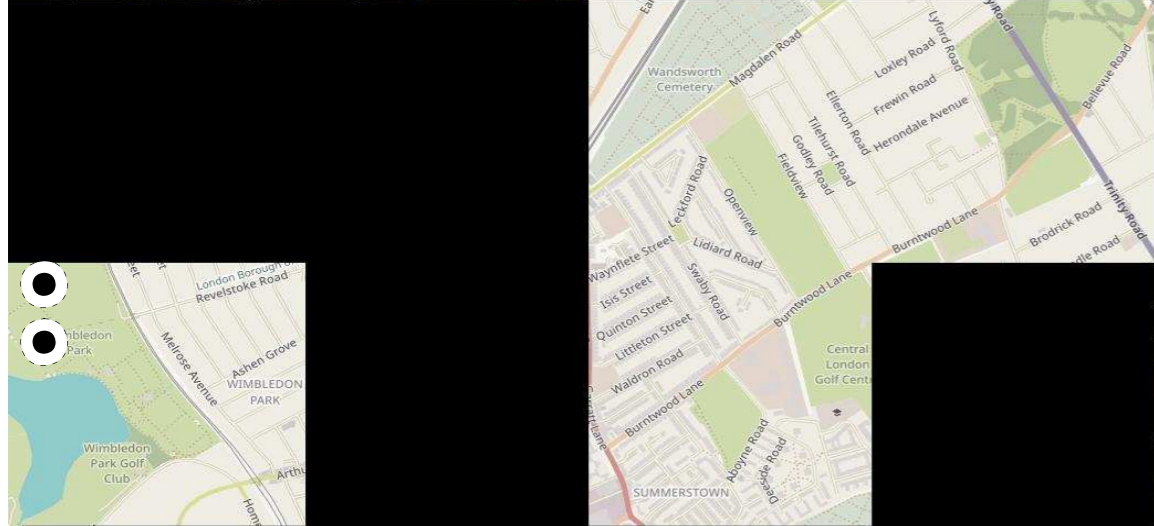 Wandsworth
Cemetery
Magdalen Road
Lyford Road
Loxley Road
Frewin Road
Herondale Avenue
Ellerton Road
Tilehurst Road
Godley Road
Fieldview
Bellevue Road
Trinity Road
Brodrick Road
Burntwood Lane
Openview
Leckford Road
Lidiard Road
Swaby Road
Waynflete Street
Isis Street
Quinton Street
Littleton Street
Waldron Road
Burntwood Lane
Burntwood Lane
Central
London
Golf
Aboyne Road
Deeside Road
SUMMERSTOWN
Lane
London Borough
Revelstoke Road
Melrose Avenue
Ashen Grove
WIMBLEDON
PARK
Park
Wimbledon
Park Golf
Club